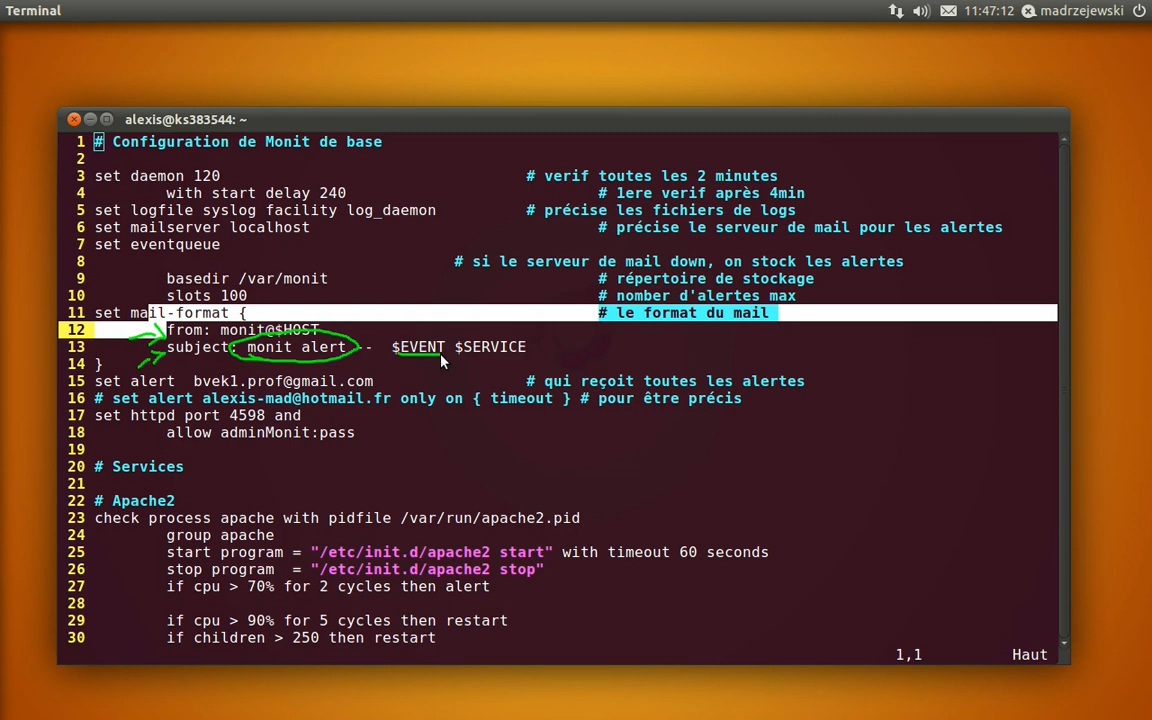 Terminal 11:47:12 madrzejewski
alexis@ks383544: ~
1 # Configuration de Monit de base
2
3 set daemon 120 # verif toutes les 2 minutes
4 with start delay 240 # 1ere verif après 4min
5 set logfile syslog facility log_daemon # précise les fichiers de logs
6 set mailserver localhost # précise le serveur de mail pour les alertes
7 set eventqueue
8 # si le serveur de mail down, on stock les alertes
9 basedir /var/monit # répertoire de stockage
10 slots 100 # nomber d'alertes max
11 set mail-format { # le format du mail
12 from: monit@$HOST
13 subject: monit alert -- $EVENT $SERVICE
14 }
15 set alert bvek1.prof@gmail.com # qui reçoit toutes les alertes
16 # set alert alexis-mad@hotmail.fr only on { timeout } # pour être précis
17 set httpd port 4598 and
18 allow adminMonit:pass
19
20 # Services
21
22 # Apache2
23 check process apache with pidfile /var/run/apache2.pid
24 group apache
25 start program = "/etc/init.d/apache2 start" with timeout 60 seconds
26 stop program = "/etc/init.d/apache2 stop"
27 if cpu > 70% for 2 cycles then alert
28
29 if cpu > 90% for 5 cycles then restart
30 if children > 250 then restart
1,1 Haut